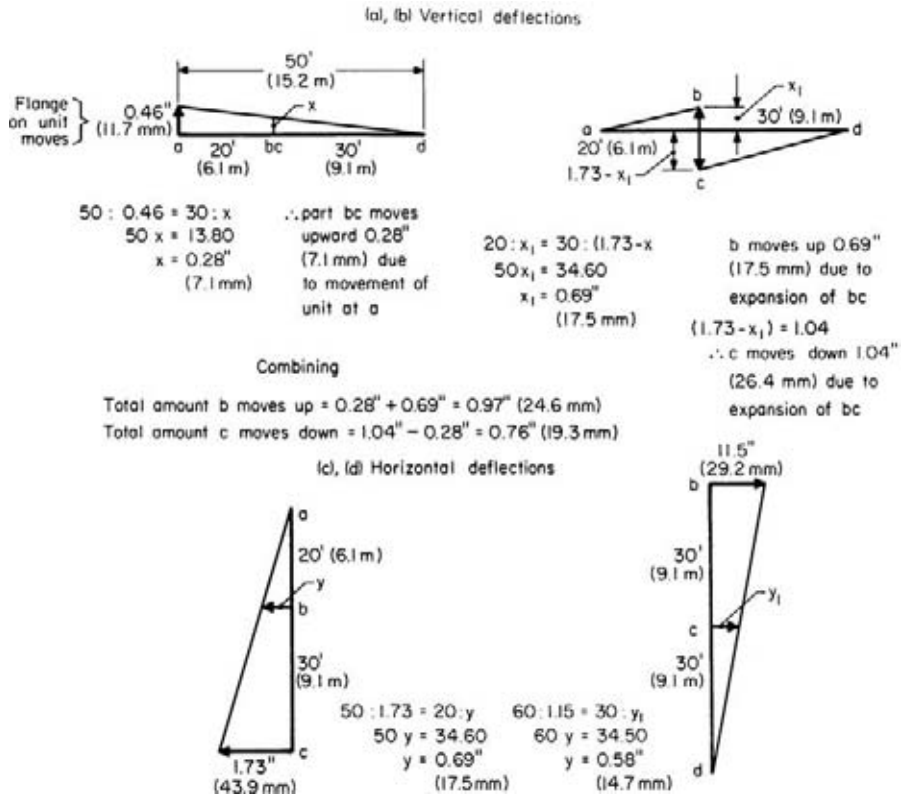 (a), (b) Vertical deflections
50'
(15.2 m)
Flange
on unit
moves
0.46"
(11.7 mm)
x
a
bc
d
20'
(6.1 m)
30'
(9.1 m)
50 : 0.46 = 30 : x
50 x = 13.80
x = 0.28"
(7.1 mm)
∴ part bc moves
upward 0.28"
(7.1 mm) due
to movement of
unit at a
b
x₁
a
30' (9.1 m)
d
20' (6.1 m)
1.73 - x₁
c
20 : x₁ = 30 : (1.73 - x
50x₁ = 34.60
x₁ = 0.69"
(17.5 mm)
b moves up 0.69"
(17.5 mm) due to
expansion of bc
(1.73 - x₁) = 1.04
∴ c moves down 1.04"
(26.4 mm) due to
expansion of bc
Combining
Total amount b moves up = 0.28" + 0.69" = 0.97" (24.6 mm)
Total amount c moves down = 1.04" − 0.28" = 0.76" (19.3 mm)
(c), (d) Horizontal deflections
a
20' (6.1 m)
y
b
30'
(9.1 m)
c
1.73"
(43.9 mm)
50 : 1.73 = 20 : y
50 y = 34.60
y = 0.69"
(17.5 mm)
60 : 1.15 = 30 : y₁
60 y = 34.50
y = 0.58"
(14.7 mm)
11.5"
(29.2 mm)
b
30'
(9.1 m)
y₁
c
30'
(9.1 m)
d